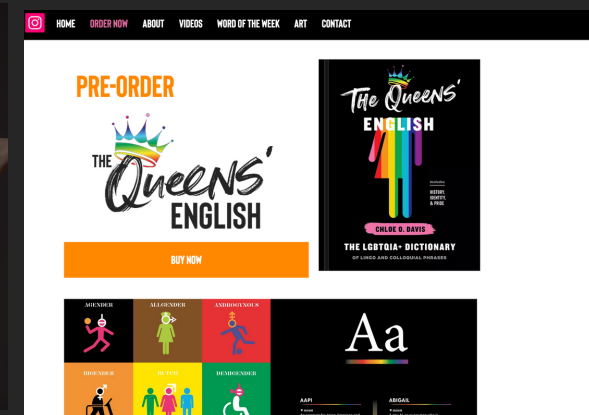 HOME ORDER NOW ABOUT VIDEOS WORD OF THE WEEK ART CONTACT
PRE-ORDER
THE
Queens'
ENGLISH
BUY NOW
The Queens'
ENGLISH
HISTORY,
IDENTITY,
& PRIDE
CHLOE O. DAVIS
THE LGBTQIA+ DICTIONARY
OF LINGO AND COLLOQUIAL PHRASES
AGENDER ALLGENDER ANDROGYNOUS
BIGENDER BUTCH DEMIGENDER
Aa
AAPI ABIGAIL